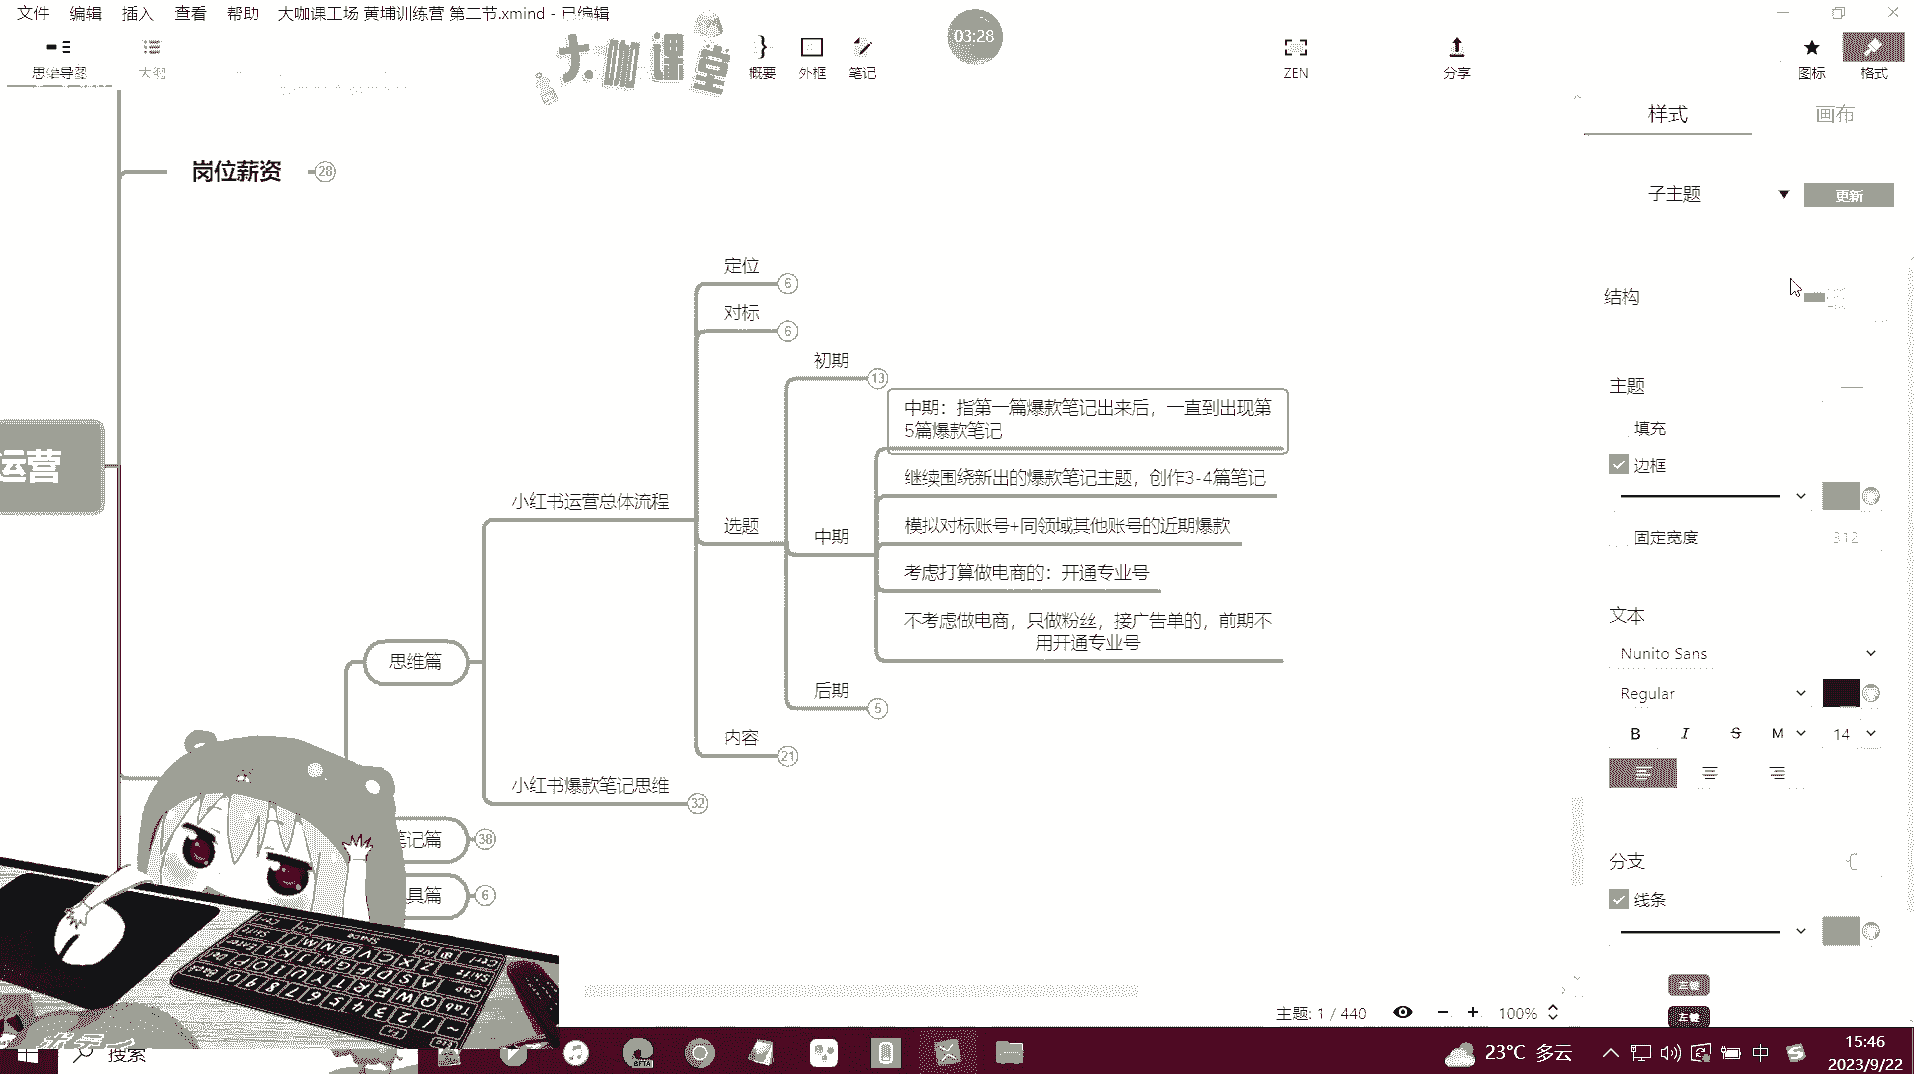 文件 编辑 插入 查看 帮助 大咖课工场 黄埔训练营 第二节.xmind - 已编辑
思维导图
大纲
大咖课堂
概要
外框
笔记
03:28
ZEN
分享
图标
格式
样式
画布
岗位薪资
28
子主题
更新
定位
6
对标
6
结构
初期
13
中期：指第一篇爆款笔记出来后，一直到出现第
5篇爆款笔记
主题
填充
边框
继续围绕新出的爆款笔记主题，创作3-4篇笔记
运营
小红书运营总体流程
选题
中期
模拟对标账号+同领域其他账号的近期爆款
固定宽度
312
考虑打算做电商的：开通专业号
不考虑做电商，只做粉丝，接广告单的，前期不
用开通专业号
文本
Nunito Sans
思维篇
后期
5
Regular
内容
21
B I S M 14
小红书爆款笔记思维
32
笔记篇
38
分支
具篇
6
线条
左键
左键
主题: 1 / 440
100%
搜索
BETA
23°C 多云
中
15:46
2023/9/22